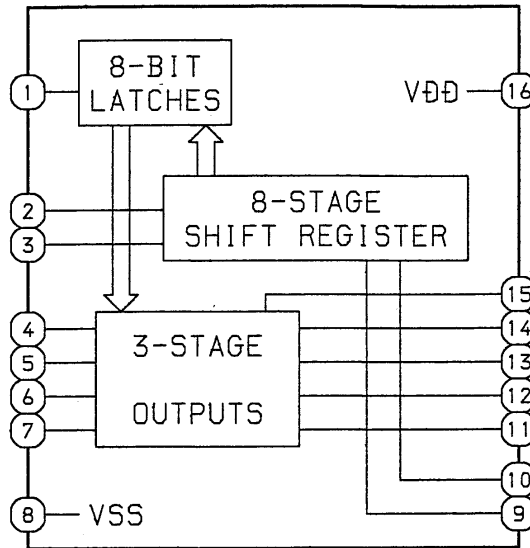 8-BIT
LATCHES
1
VDD
16
2
8-STAGE
3
SHIFT REGISTER
15
4
3-STAGE
14
5
13
6
OUTPUTS
12
7
11
10
8
VSS
9